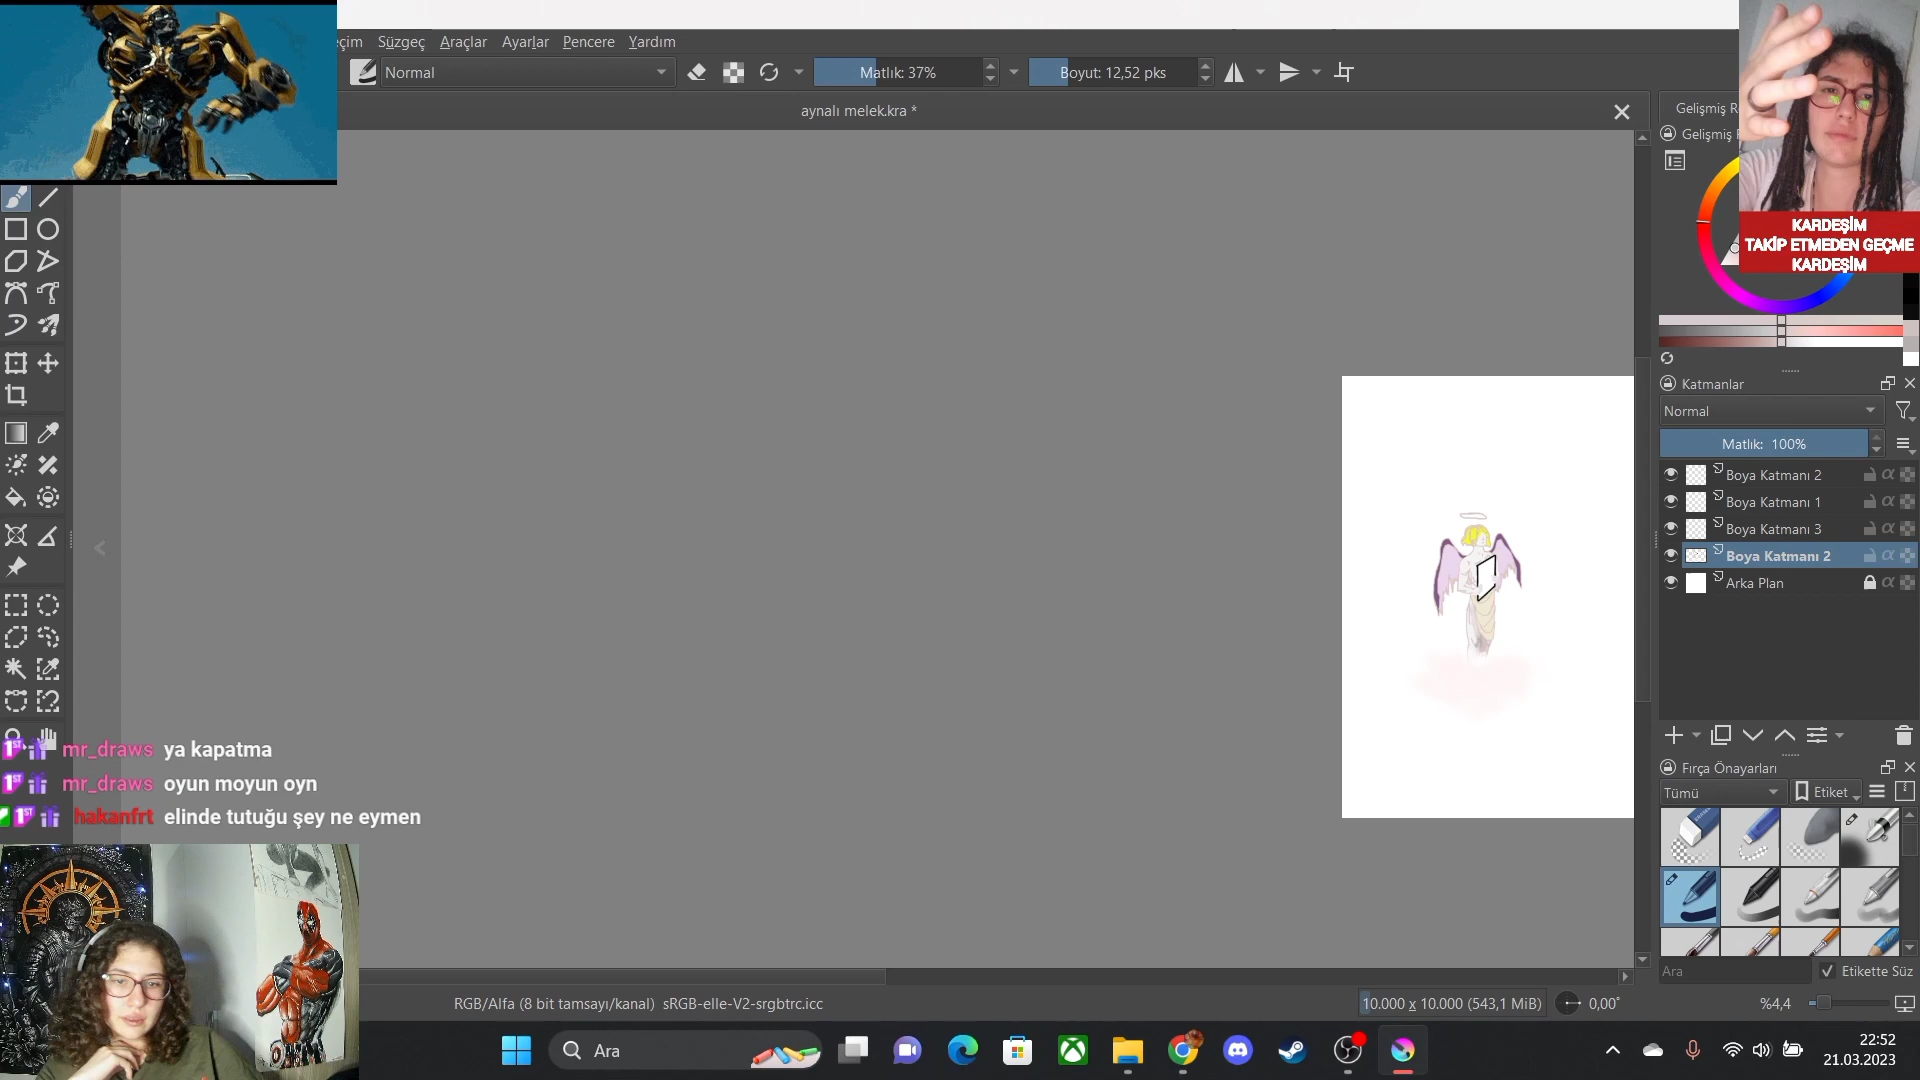 çim Süzgeç Araçlar Ayarlar Pencere Yardım
Normal Matlık: 37% Boyut: 12,52 pks
aynalı melek.kra *
Gelişmiş R
Gelişmiş
KARDEŞİM
TAKİP ETMEDEN GEÇME
KARDEŞİM
Katmanlar
Normal
Matlık: 100%
Boya Katmanı 2
Boya Katmanı 1
Boya Katmanı 3
Boya Katmanı 2
Arka Plan
Fırça Önayarları
Tümü Etiket
Ara Etikette Süz
mr_draws ya kapatma
mr_draws oyun moyun oyn
hakanfrt elinde tutuğu şey ne eymen
RGB/Alfa (8 bit tamsayı/kanal) sRGB-elle-V2-srgbtrc.icc
10.000 x 10.000 (543,1 MiB) 0,00° %4,4
Ara
22:52
21.03.2023